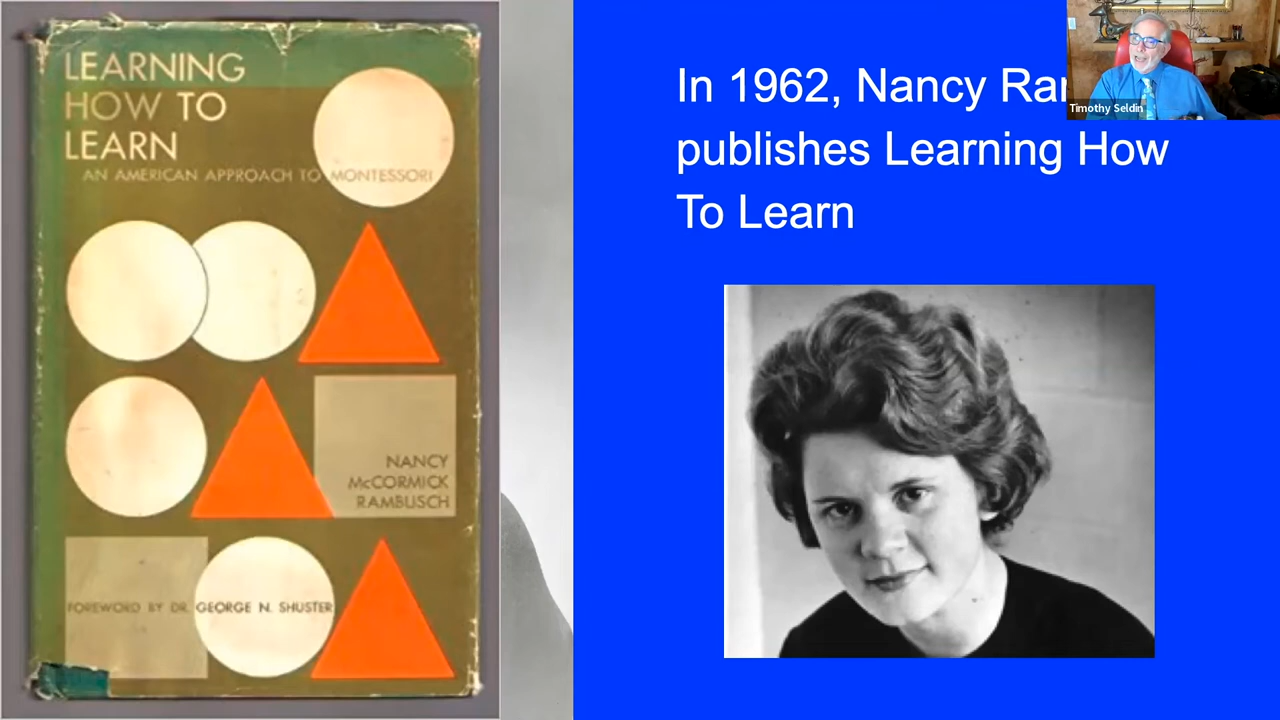 LEARNING
HOW TO
LEARN
AN AMERICAN APPROACH TO MONTESSORI
NANCY
McCORMICK
RAMBUSCH
FOREWORD BY DR. GEORGE N. SHUSTER
In 1962, Nancy
publishes Learning How
To Learn
Timothy Seldin